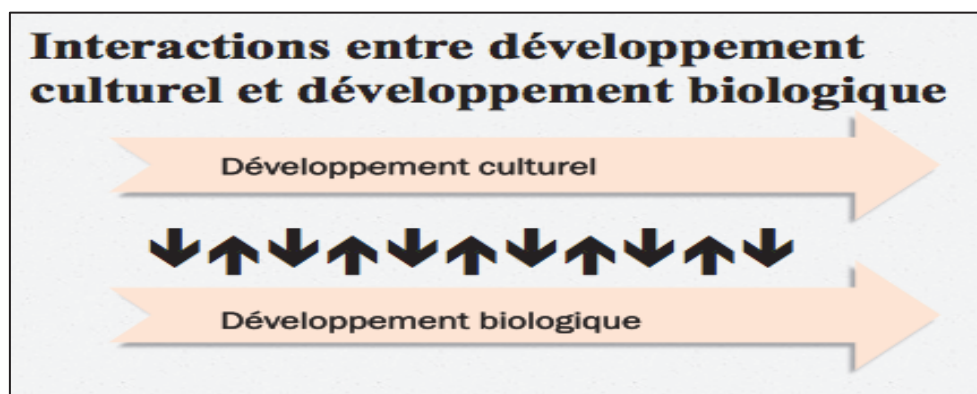 Interactions entre développement
culturel et développement biologique
Développement culturel
Développement biologique